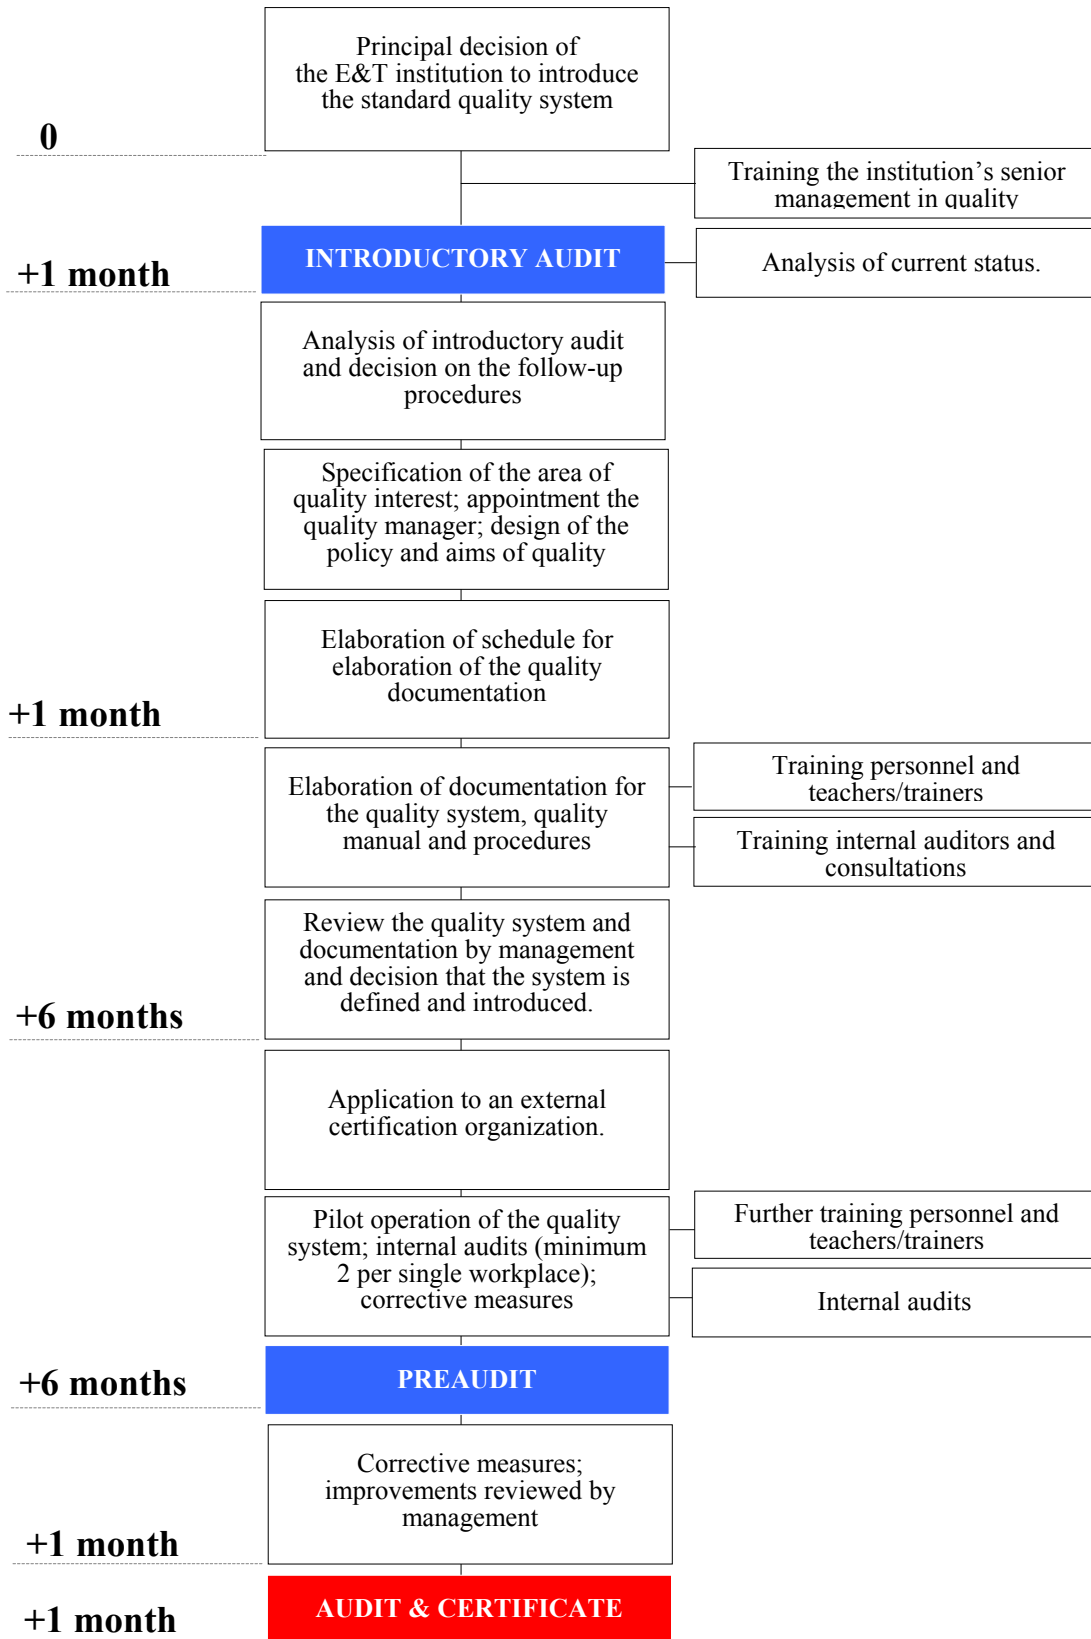 Principal decision of
the E&T institution to introduce
the standard quality system
0
Training the institution’s senior
management in quality
INTRODUCTORY AUDIT
+1 month
Analysis of current status.
Analysis of introductory audit
and decision on the follow-up
procedures
Specification of the area of
quality interest; appointment the
quality manager; design of the
policy and aims of quality
Elaboration of schedule for
elaboration of the quality
documentation
+1 month
Elaboration of documentation for
the quality system, quality
manual and procedures
Training personnel and
teachers/trainers
Training internal auditors and
consultations
Review the quality system and
documentation by management
and decision that the system is
defined and introduced.
+6 months
Application to an external
certification organization.
Pilot operation of the quality
system; internal audits (minimum
2 per single workplace);
corrective measures
Further training personnel and
teachers/trainers
Internal audits
PREAUDIT
+6 months
Corrective measures;
improvements reviewed by
management
+1 month
AUDIT & CERTIFICATE
+1 month